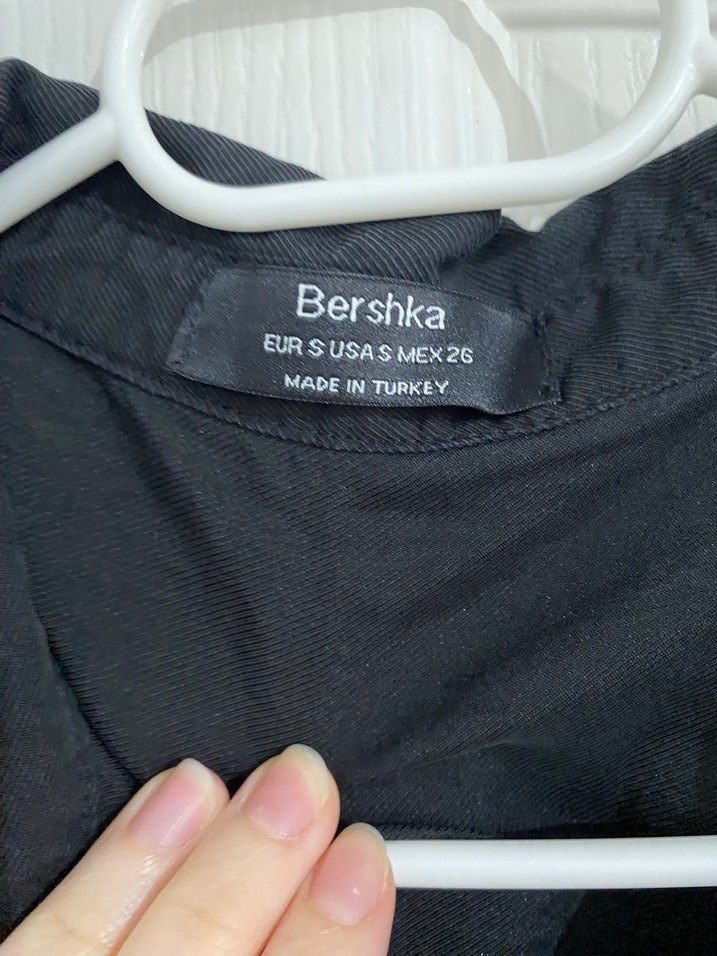 Bershka
EUR S USA S MEX 26
MADE IN TURKEY